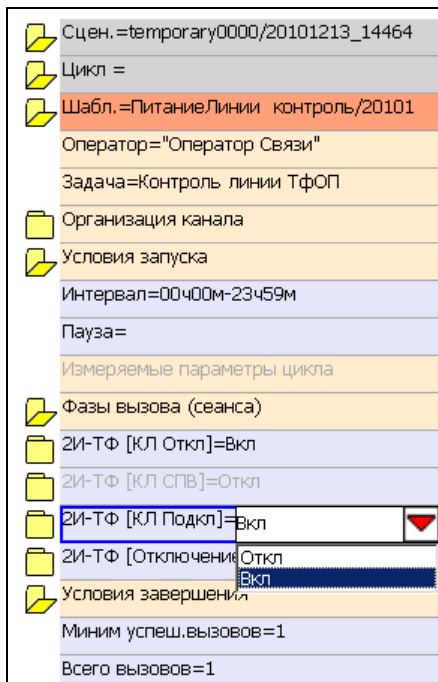 Сцен.=temporary0000/20101213_14464
Цикл =
Шабл.=ПитаниеЛинии контроль/20101
Оператор="Оператор Связи"
Задача=Контроль линии ТфОП
Организация канала
Условия запуска
Интервал=00ч00м-23ч59м
Пауза=
Измеряемые параметры цикла
Фазы вызова (сеанса)
2И-ТФ [КЛ Откл]=Вкл
2И-ТФ [КЛ СПВ]=Откл
2И-ТФ [КЛ Подкл]=Вкл
2И-ТФ [Отключение Откл
Вкл
Условия завершения
Миним успеш.вызовов=1
Всего вызовов=1